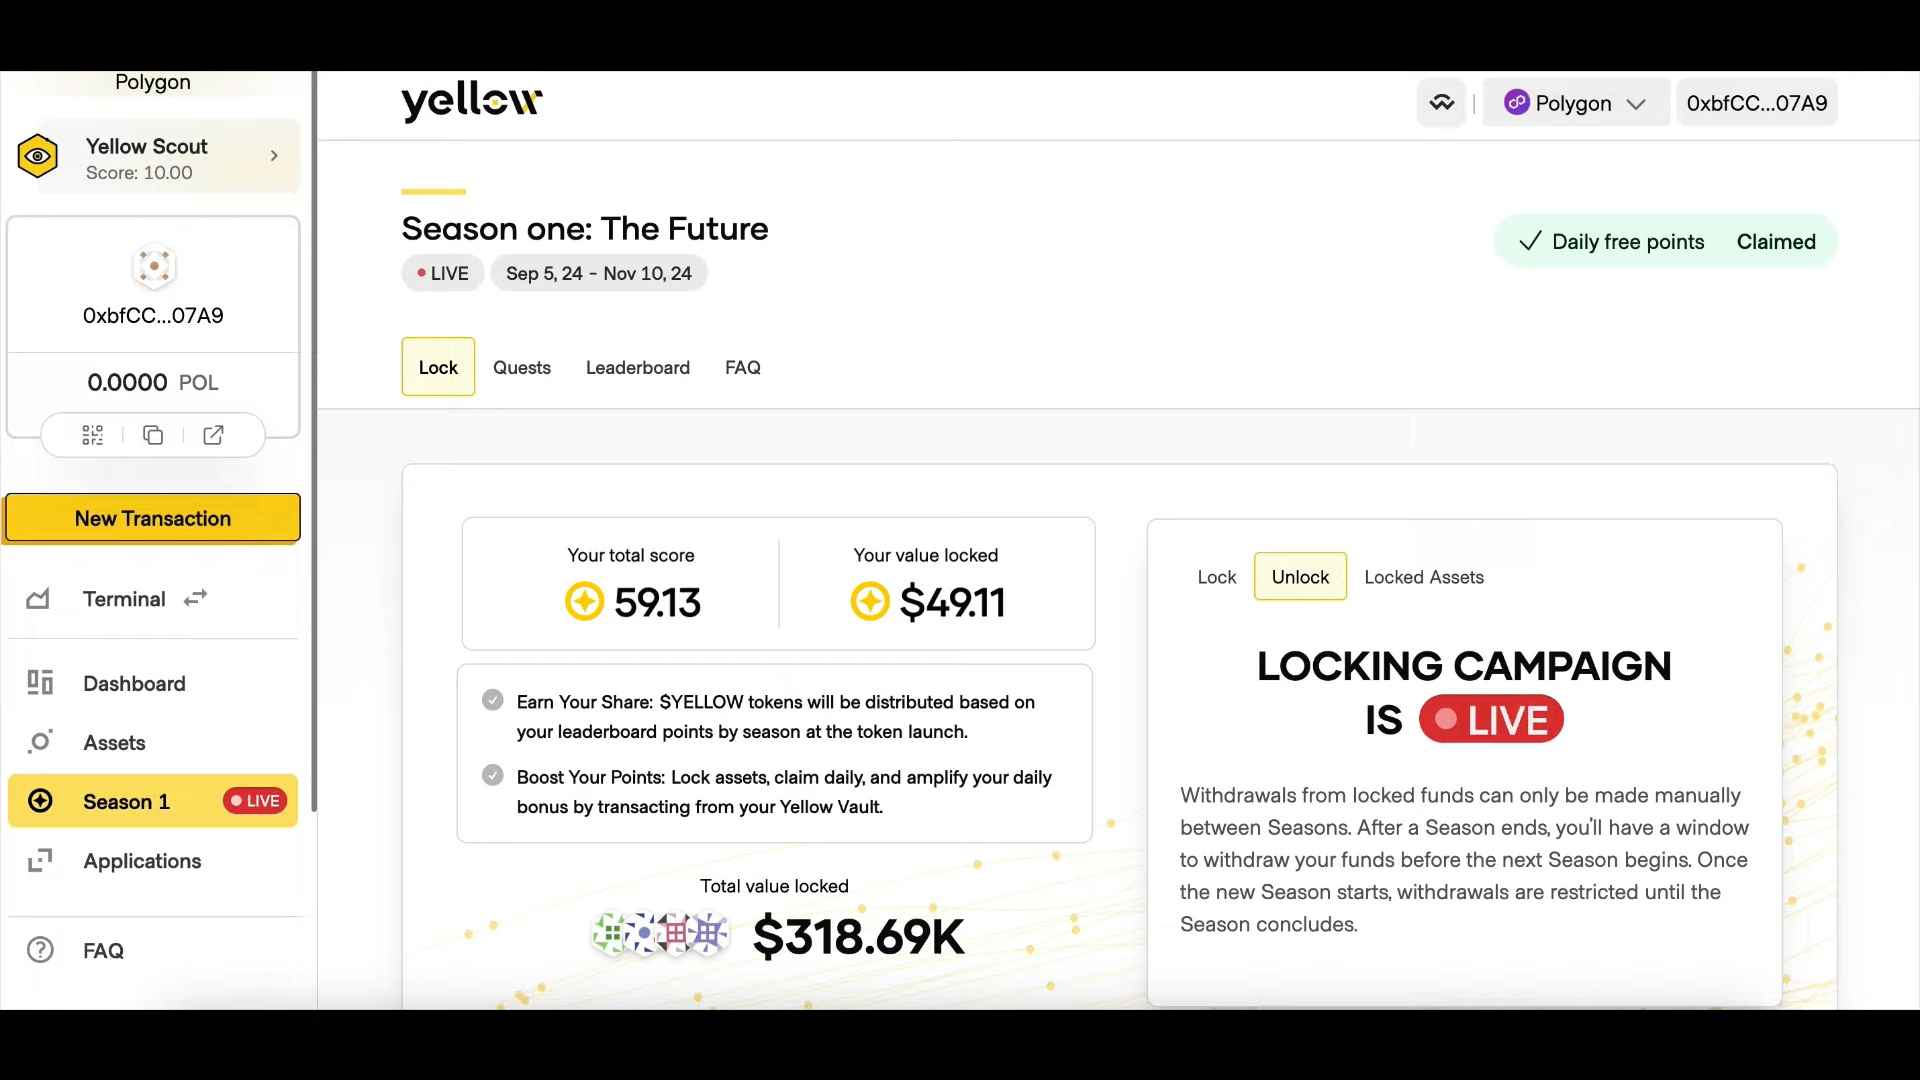 Polygon
Yellow Scout
Score: 10.00
0xbfCC...07A9
0.0000 POL
New Transaction
Terminal
Dashboard
Assets
Season 1 LIVE
Applications
FAQ
yellow
Polygon
0xbfCC...07A9
Season one: The Future
LIVE
Sep 5, 24 - Nov 10, 24
Daily free points Claimed
Lock Quests Leaderboard FAQ
Your total score
59.13
Your value locked
$49.11
Earn Your Share: $YELLOW tokens will be distributed based on
your leaderboard points by season at the token launch.
Boost Your Points: Lock assets, claim daily, and amplify your daily
bonus by transacting from your Yellow Vault.
Total value locked
$318.69K
Lock Unlock Locked Assets
LOCKING CAMPAIGN
IS LIVE
Withdrawals from locked funds can only be made manually
between Seasons. After a Season ends, you'll have a window
to withdraw your funds before the next Season begins. Once
the new Season starts, withdrawals are restricted until the
Season concludes.